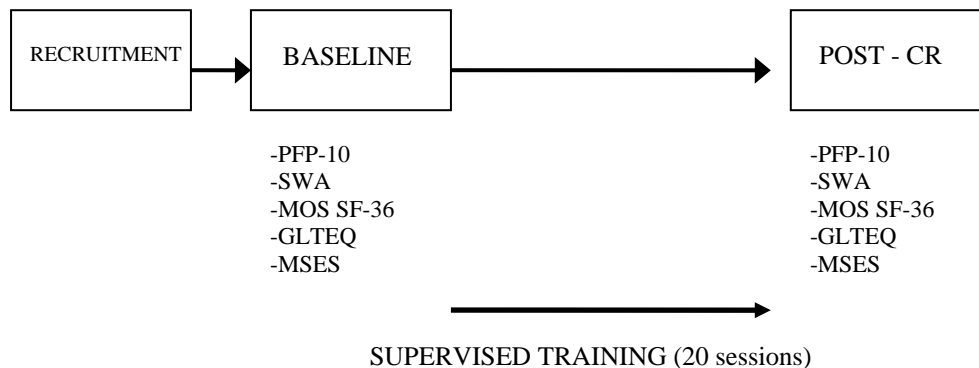 RECRUITMENT
BASELINE
POST - CR
-PFP-10
-SWA
-MOS SF-36
-GLTEQ
-MSES
-PFP-10
-SWA
-MOS SF-36
-GLTEQ
-MSES
SUPERVISED TRAINING (20 sessions)